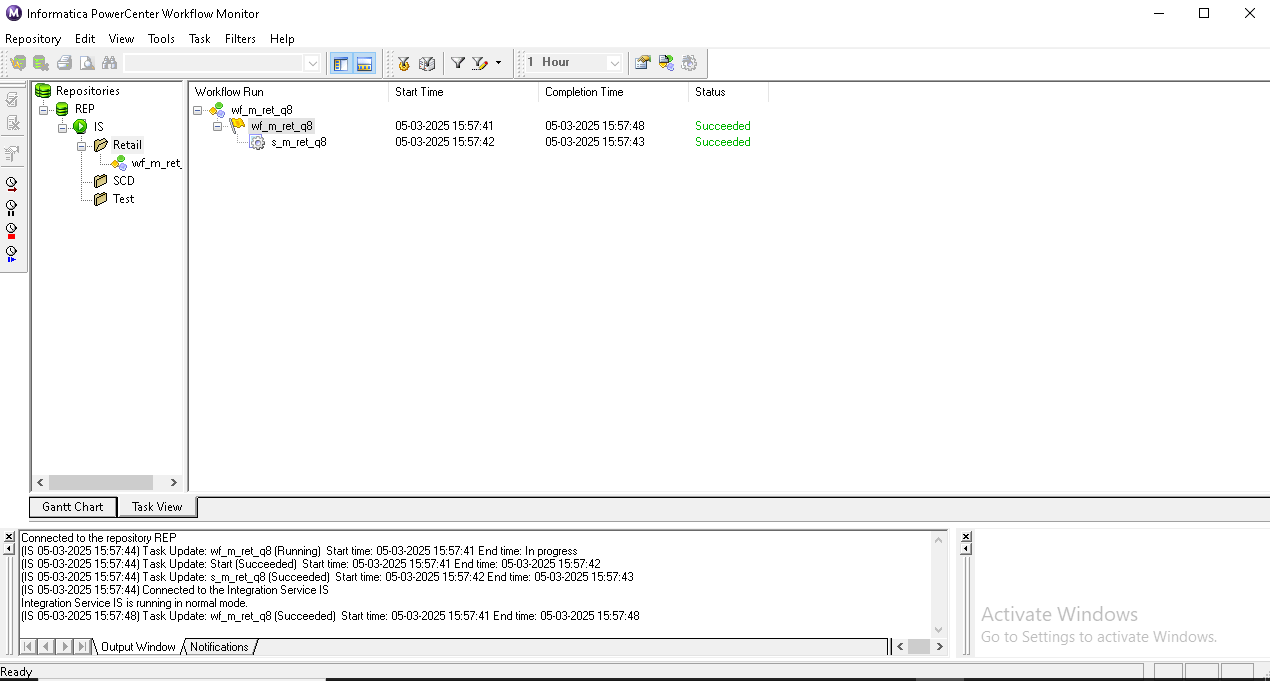 Informatica PowerCenter Workflow Monitor
Repository Edit View Tools Task Filters Help
1 Hour
Repositories
REP
IS
Retail
wf_m_ret_
SCD
Test
Workflow Run Start Time Completion Time Status
wf_m_ret_q8
wf_m_ret_q8 05-03-2025 15:57:41 05-03-2025 15:57:48 Succeeded
s_m_ret_q8 05-03-2025 15:57:42 05-03-2025 15:57:43 Succeeded
Gantt Chart Task View
Connected to the repository REP
(IS 05-03-2025 15:57:44) Task Update: wf_m_ret_q8 (Running) Start time: 05-03-2025 15:57:41 End time: In progress
(IS 05-03-2025 15:57:44) Task Update: Start (Succeeded) Start time: 05-03-2025 15:57:41 End time: 05-03-2025 15:57:42
(IS 05-03-2025 15:57:44) Task Update: s_m_ret_q8 (Succeeded) Start time: 05-03-2025 15:57:42 End time: 05-03-2025 15:57:43
(IS 05-03-2025 15:57:44) Connected to the Integration Service IS
Integration Service IS is running in normal mode.
(IS 05-03-2025 15:57:48) Task Update: wf_m_ret_q8 (Succeeded) Start time: 05-03-2025 15:57:41 End time: 05-03-2025 15:57:48
Output Window Notifications
Activate Windows
Go to Settings to activate Windows.
Ready